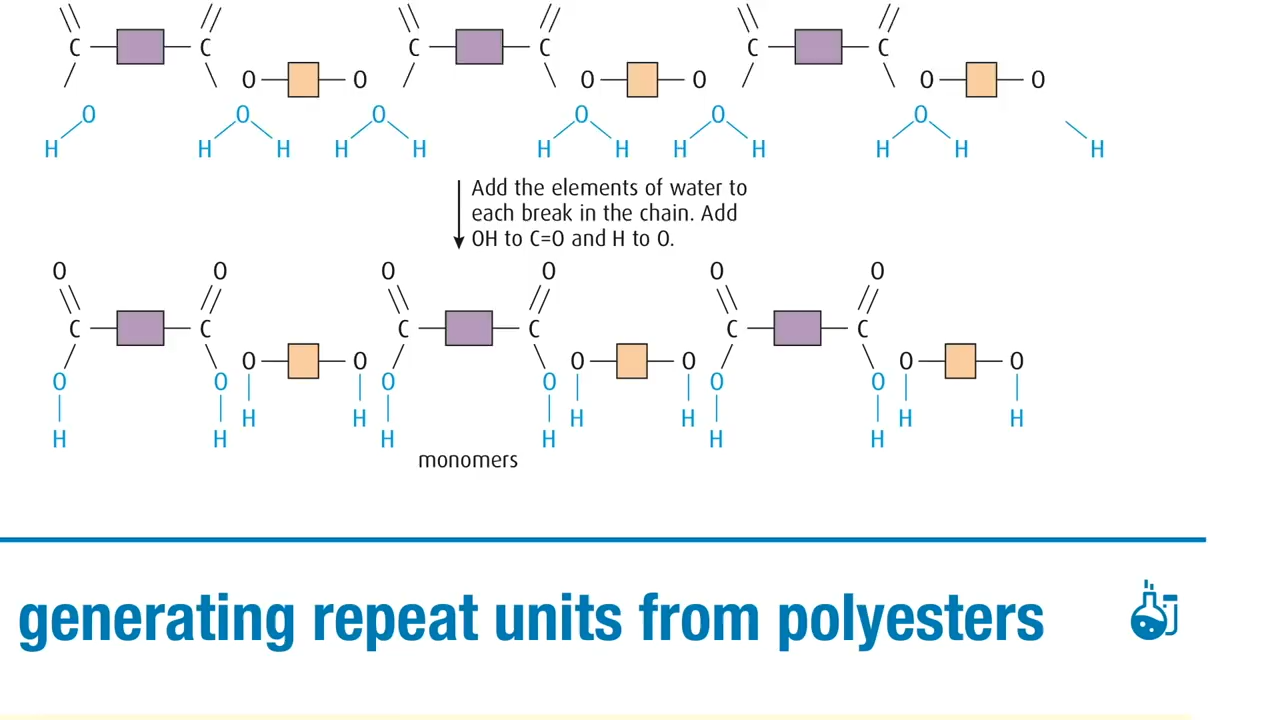 C C C C C C
O O O O O O
O O O O O O
H H H H H H H H H H H H
Add the elements of water to
each break in the chain. Add
OH to C=O and H to O.
O O O O O O
C C C C C C
O O O O O O
O O O O O O
H H H H H H
H H H H H H
monomers
generating repeat units from polyesters